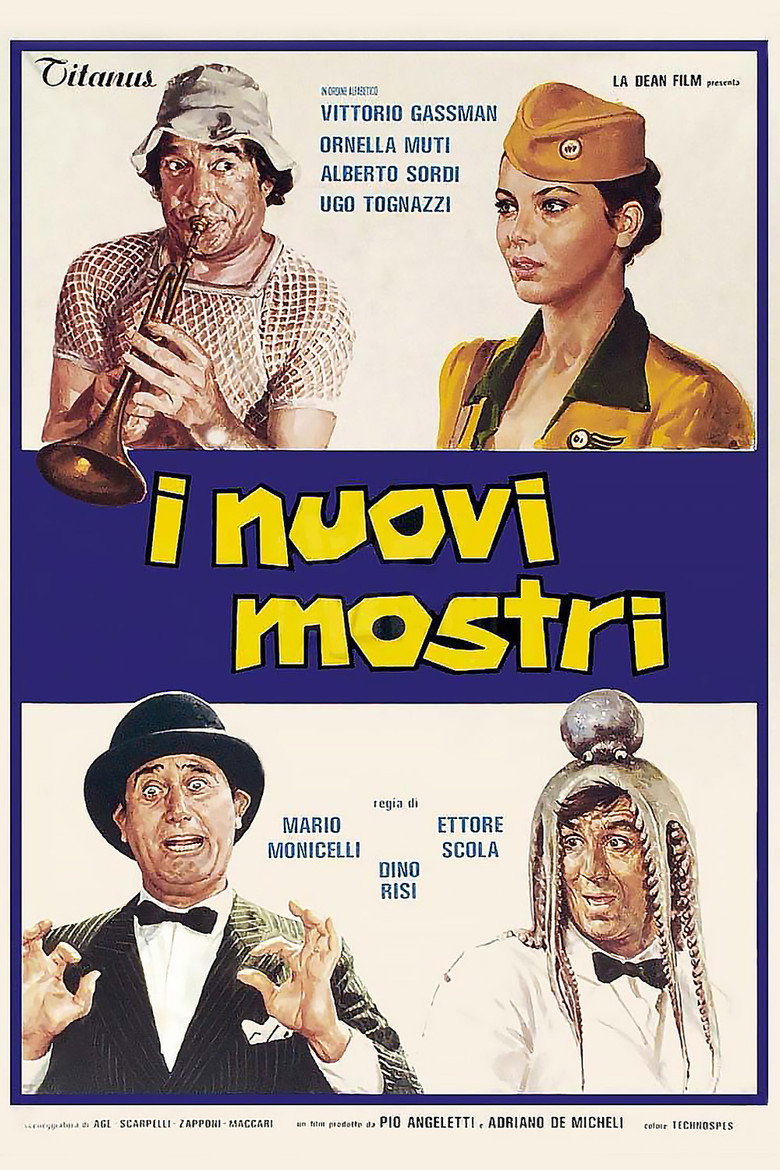 Titanus
IN ORDINE ALFABETICO
VITTORIO GASSMAN
ORNELLA MUTI
ALBERTO SORDI
UGO TOGNAZZI
LA DEAN FILM presenta
i nuovi
mostri
regia di
MARIO
MONICELLI
ETTORE
SCOLA
DINO
RISI
sceneggiatura di AGE - SCARPELLI - ZAPPONI - MACCARI
un film prodotto da PIO ANGELETTI e ADRIANO DE MICHELI
colore TECHNOSPES